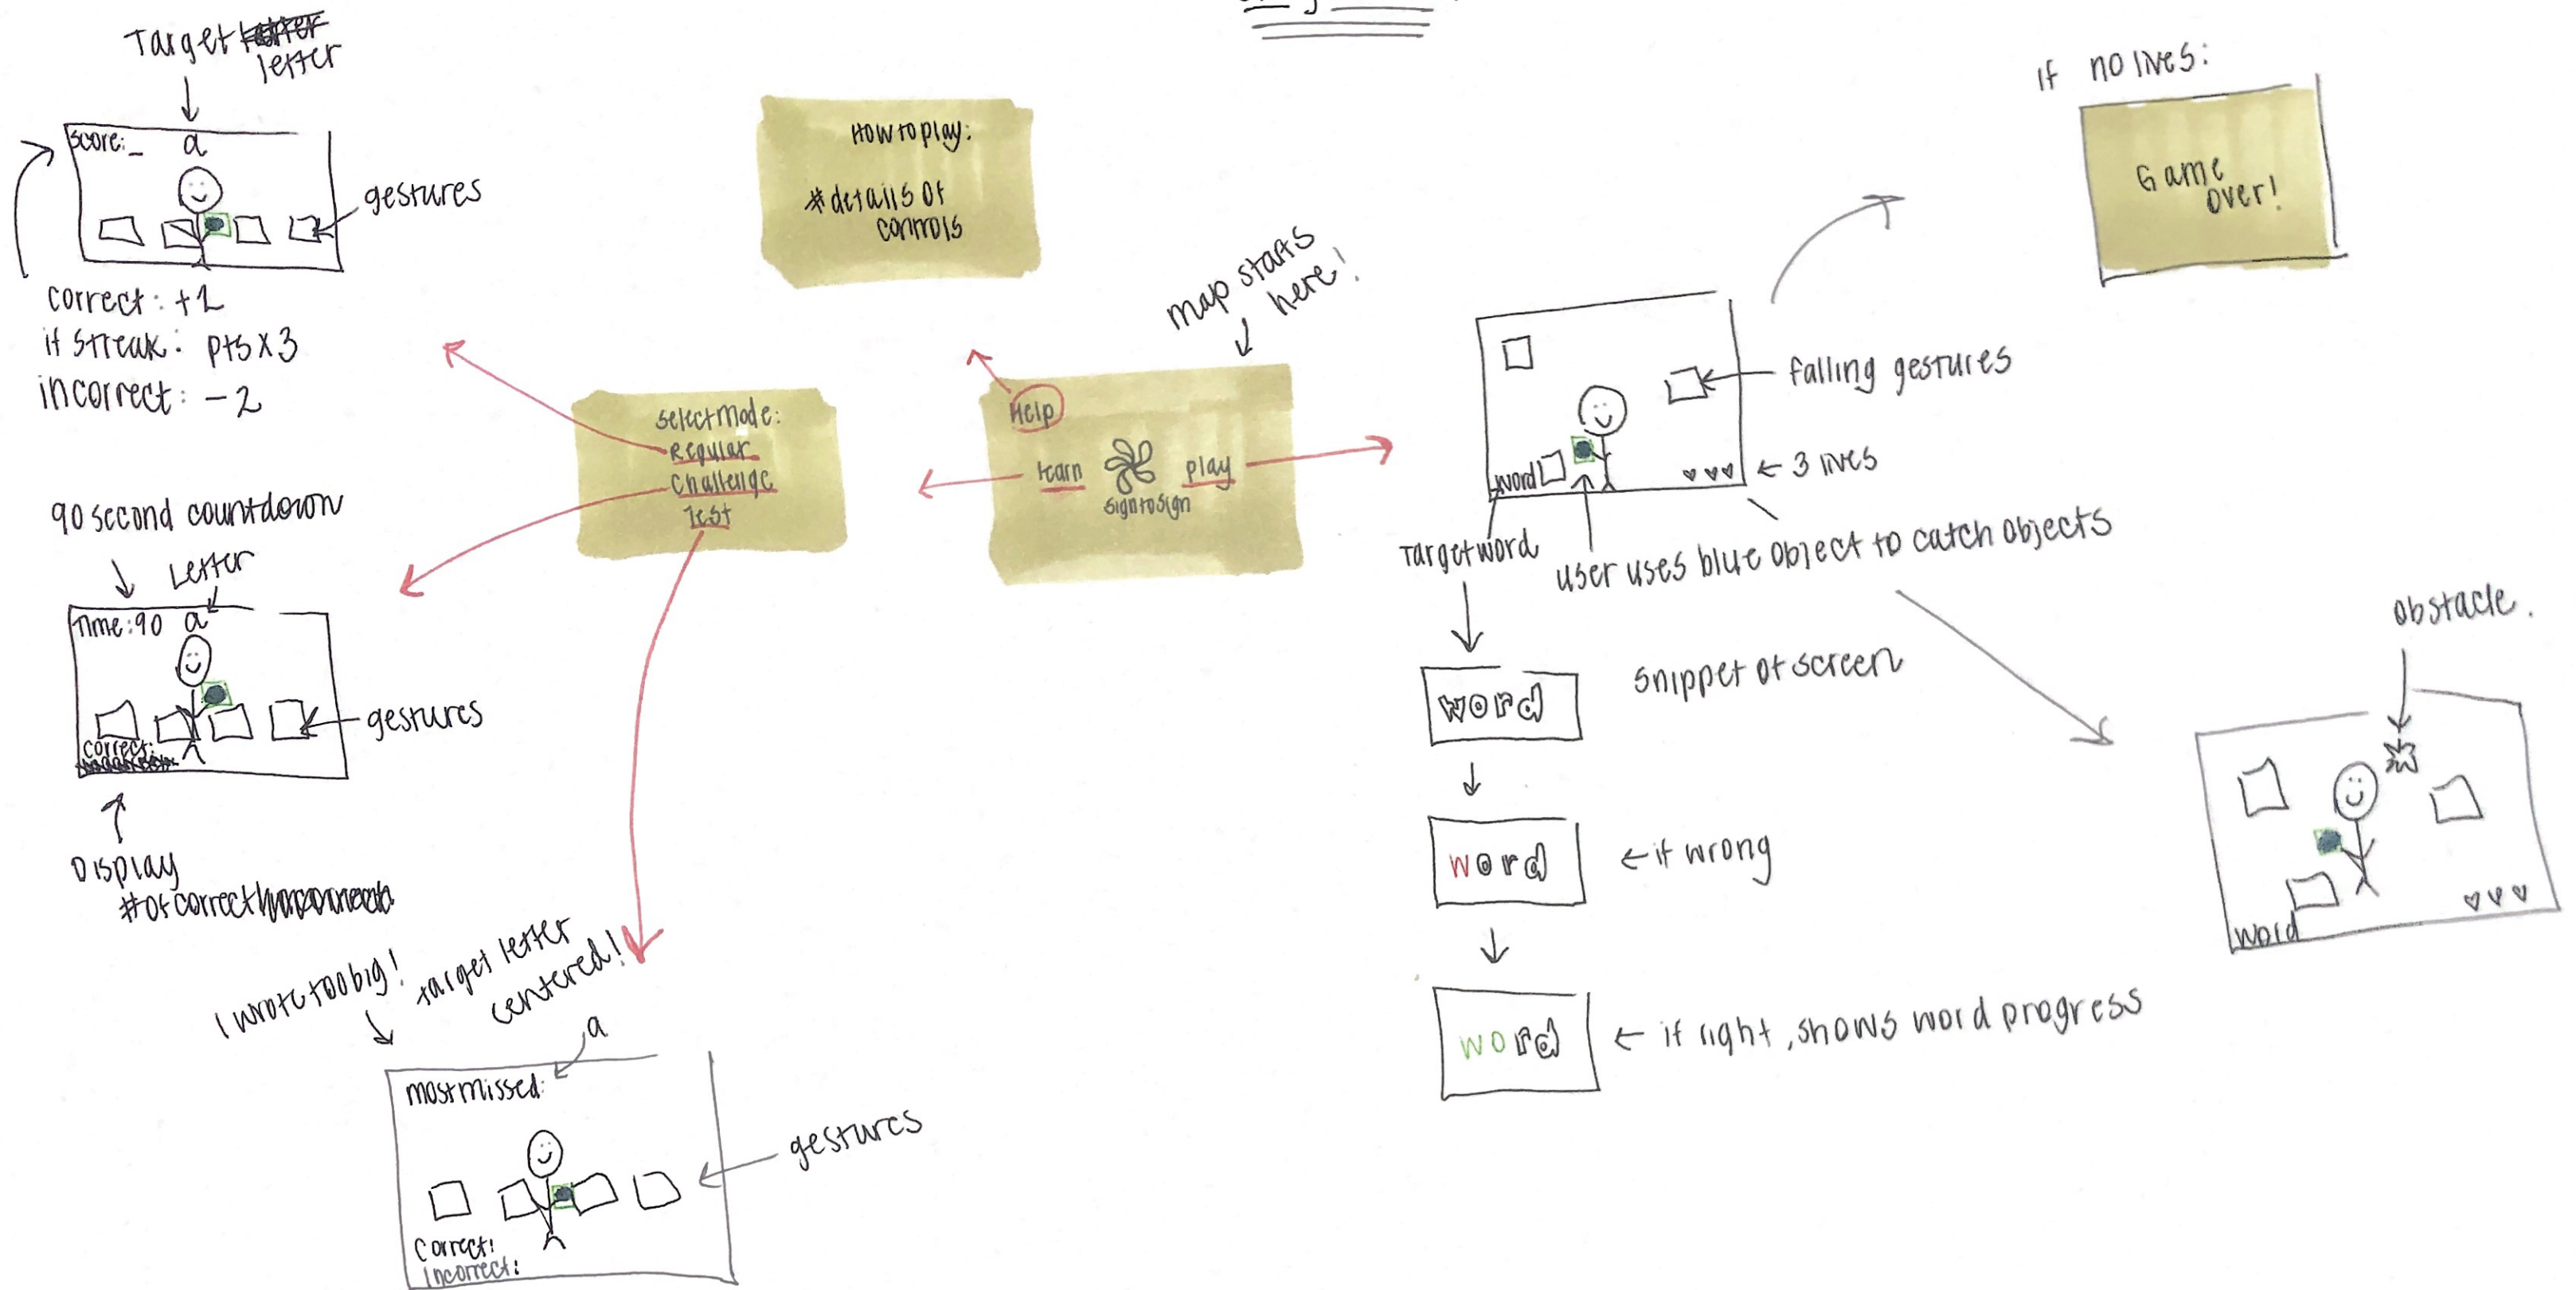 Target
letter
Score:_ a
gestures
correct: +1
if streak: pts x 3
incorrect: -2
How to play:
*details of
controls
map starts
here!
If no lives:
Game
over!
Select mode:
Regular
Challenge
Test
Help
learn
play
sign to sign
falling gestures
word
♥♥♥
← 3 lives
Target word
user uses blue object to catch objects
word
snippet of screen
word
← if wrong
word
← if right, shows word progress
obstacle.
word
♥♥♥
90 second countdown
Letter
Time: 90 a
gestures
correct:
Display
# of correct
I wrote too big!
target letter
centered!
a
most missed:
gestures
Correct:
Incorrect: